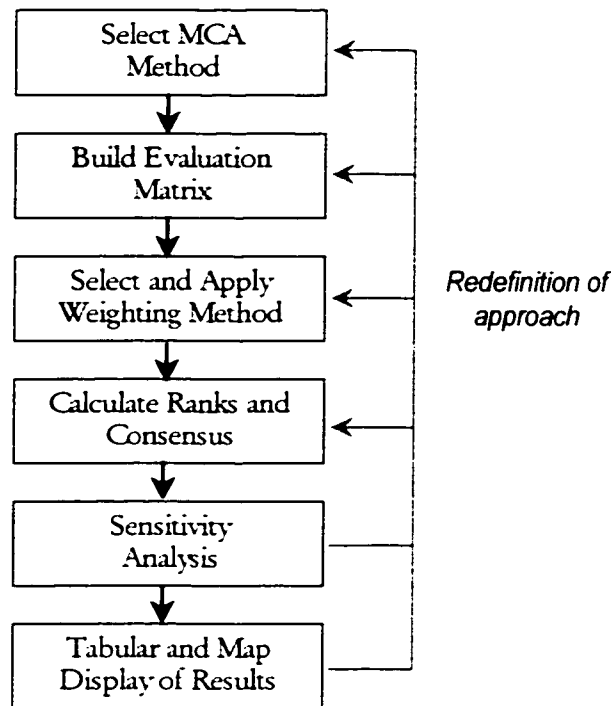 Select MCA
Method
Build Evaluation
Matrix
Select and Apply
Weighting Method
Redefinition of
approach
Calculate Ranks and
Consensus
Sensitivity
Analysis
Tabular and Map
Display of Results